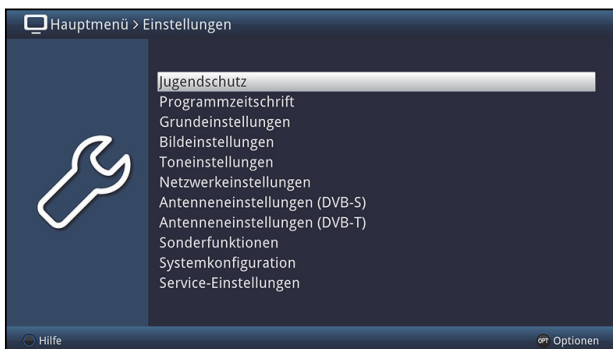 Hauptmenü > Einstellungen
Jugendschutz
Programmzeitschrift
Grundeinstellungen
Bildeinstellungen
Toneinstellungen
Netzwerkeinstellungen
Antenneneinstellungen (DVB-S)
Antenneneinstellungen (DVB-T)
Sonderfunktionen
Systemkonfiguration
Service-Einstellungen
Hilfe
OPT Optionen